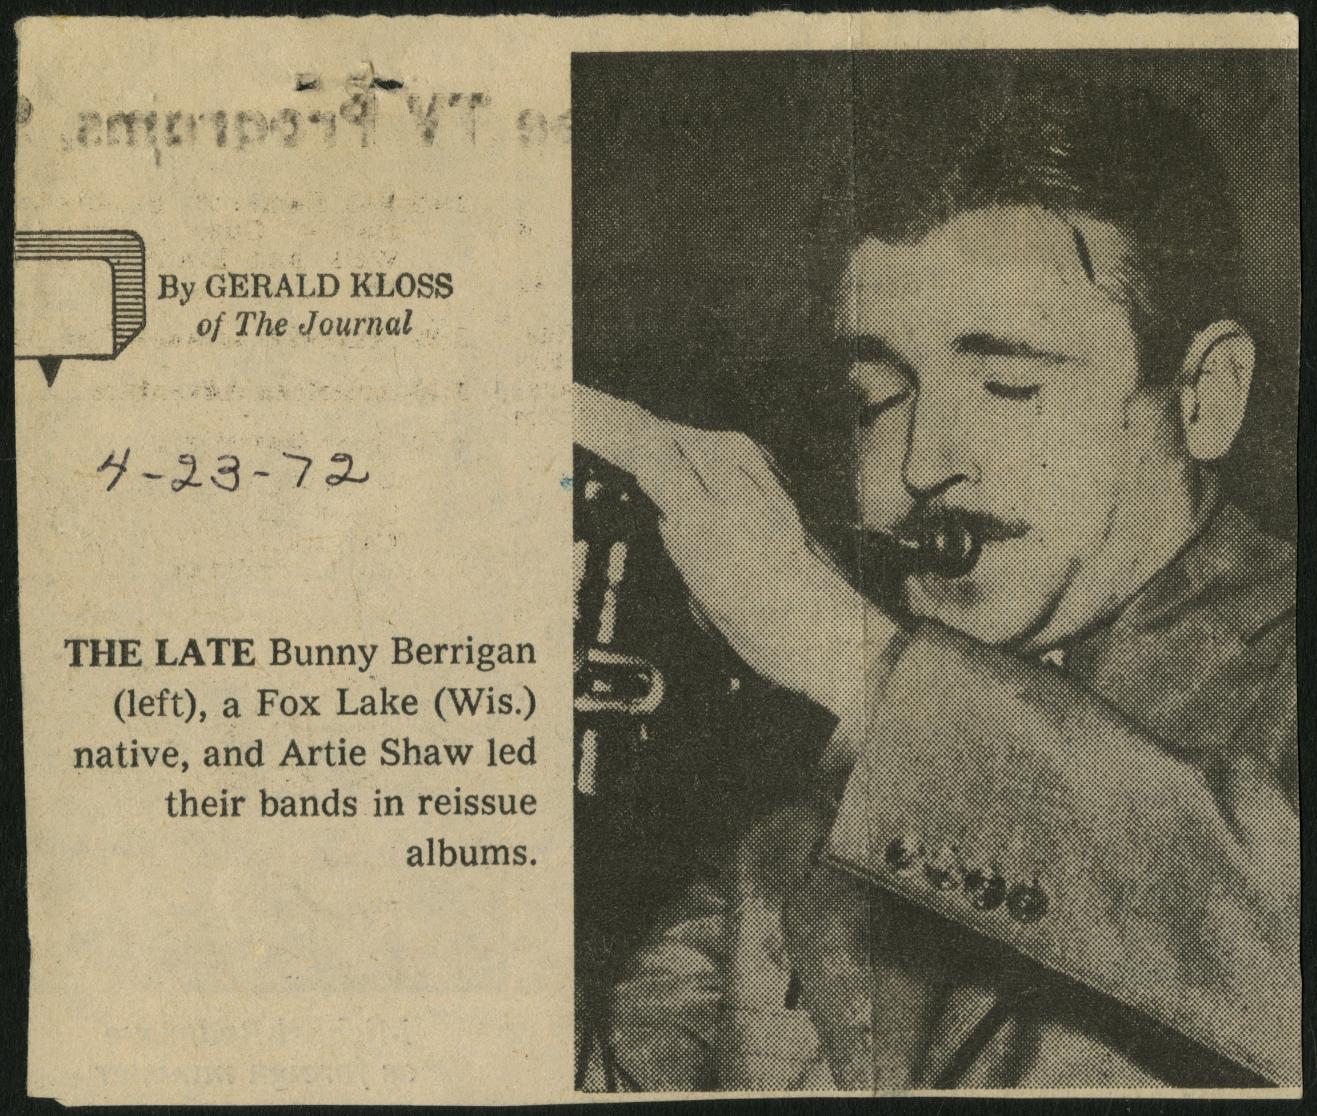 By GERALD KLOSS
of The Journal
4-23-72
THE LATE Bunny Berrigan
(left), a Fox Lake (Wis.)
native, and Artie Shaw led
their bands in reissue
albums.